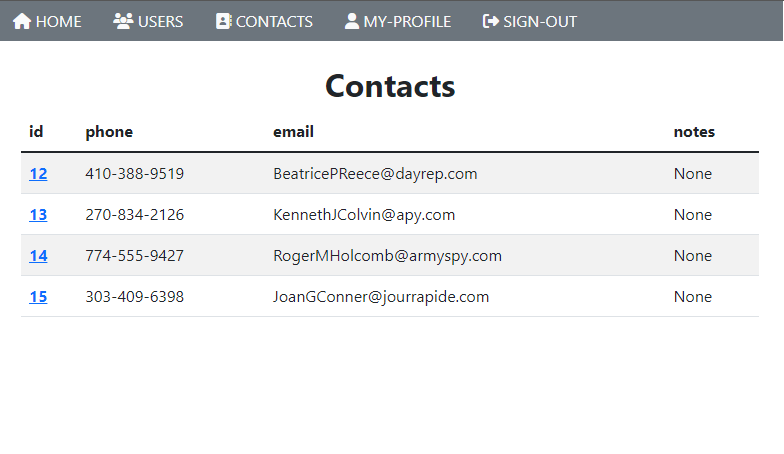 HOME USERS CONTACTS MY-PROFILE SIGN-OUT
Contacts
id phone email notes
12 410-388-9519 BeatricePReece@dayrep.com None
13 270-834-2126 KennethJColvin@apy.com None
14 774-555-9427 RogerMHolcomb@armyspy.com None
15 303-409-6398 JoanGConner@jourrapide.com None